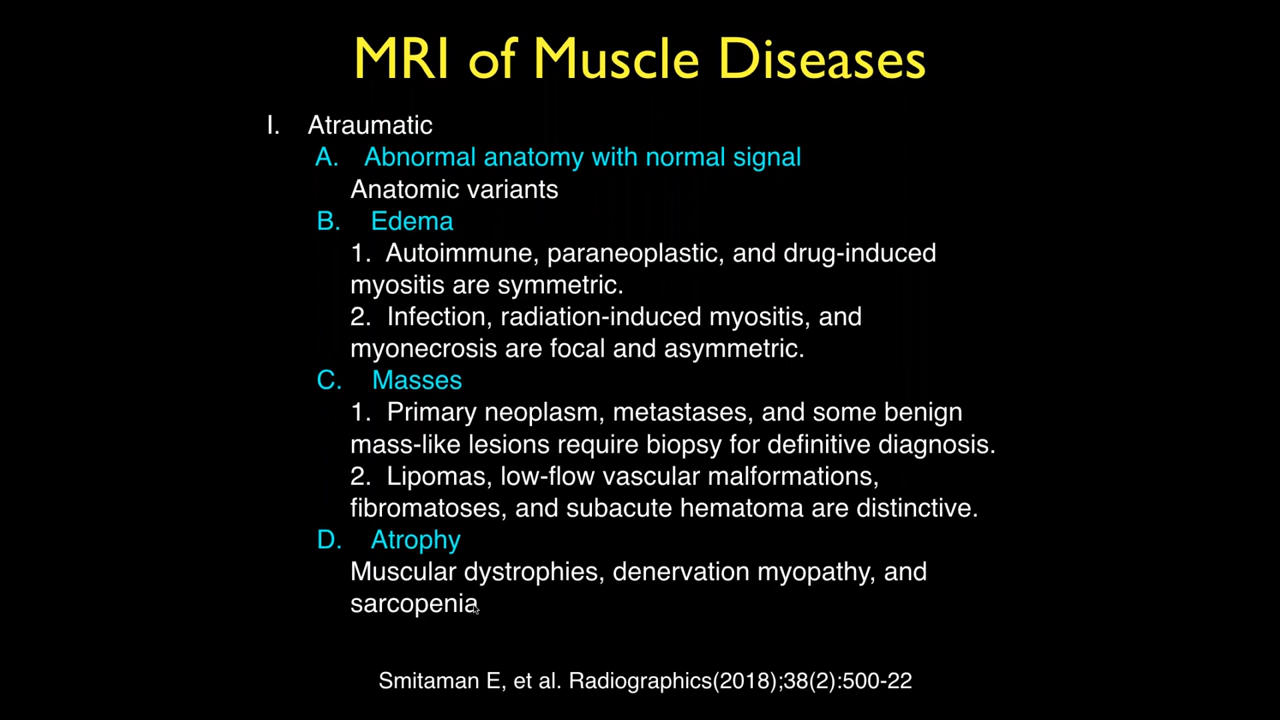 MRI of Muscle Diseases
I. Atraumatic
A. Abnormal anatomy with normal signal
Anatomic variants
B. Edema
1. Autoimmune, paraneoplastic, and drug-induced
myositis are symmetric.
2. Infection, radiation-induced myositis, and
myonecrosis are focal and asymmetric.
C. Masses
1. Primary neoplasm, metastases, and some benign
mass-like lesions require biopsy for definitive diagnosis.
2. Lipomas, low-flow vascular malformations,
fibromatoses, and subacute hematoma are distinctive.
D. Atrophy
Muscular dystrophies, denervation myopathy, and
sarcopenia
Smitaman E, et al. Radiographics(2018);38(2):500-22